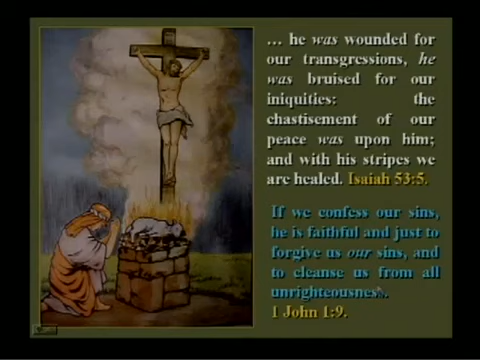 ... he was wounded for
our transgressions, he
was bruised for our
iniquities: the
chastisement of our
peace was upon him;
and with his stripes we
are healed. Isaiah 53:5.
If we confess our sins,
he is faithful and just to
forgive us our sins, and
to cleanse us from all
unrighteousness.
1 John 1:9.